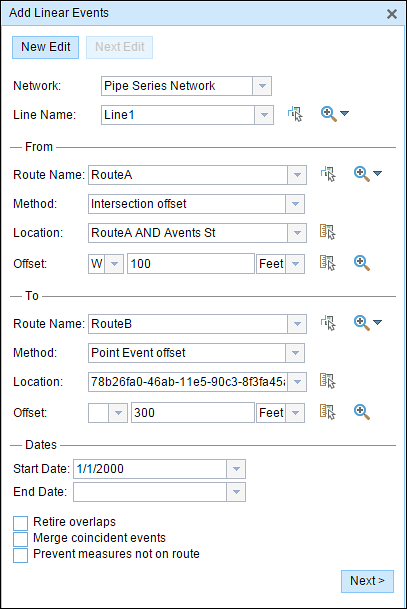 Add Linear Events
New Edit Next Edit
Network: Pipe Series Network
Line Name: Line1
From
Route Name: RouteA
Method: Intersection offset
Location: RouteA AND Avents St
Offset: W 100 Feet
To
Route Name: RouteB
Method: Point Event offset
Location: 78b26fa0-46ab-11e5-90c3-8f3fa45a
Offset: 300 Feet
Dates
Start Date: 1/1/2000
End Date:
Retire overlaps
Merge coincident events
Prevent measures not on route
Next >